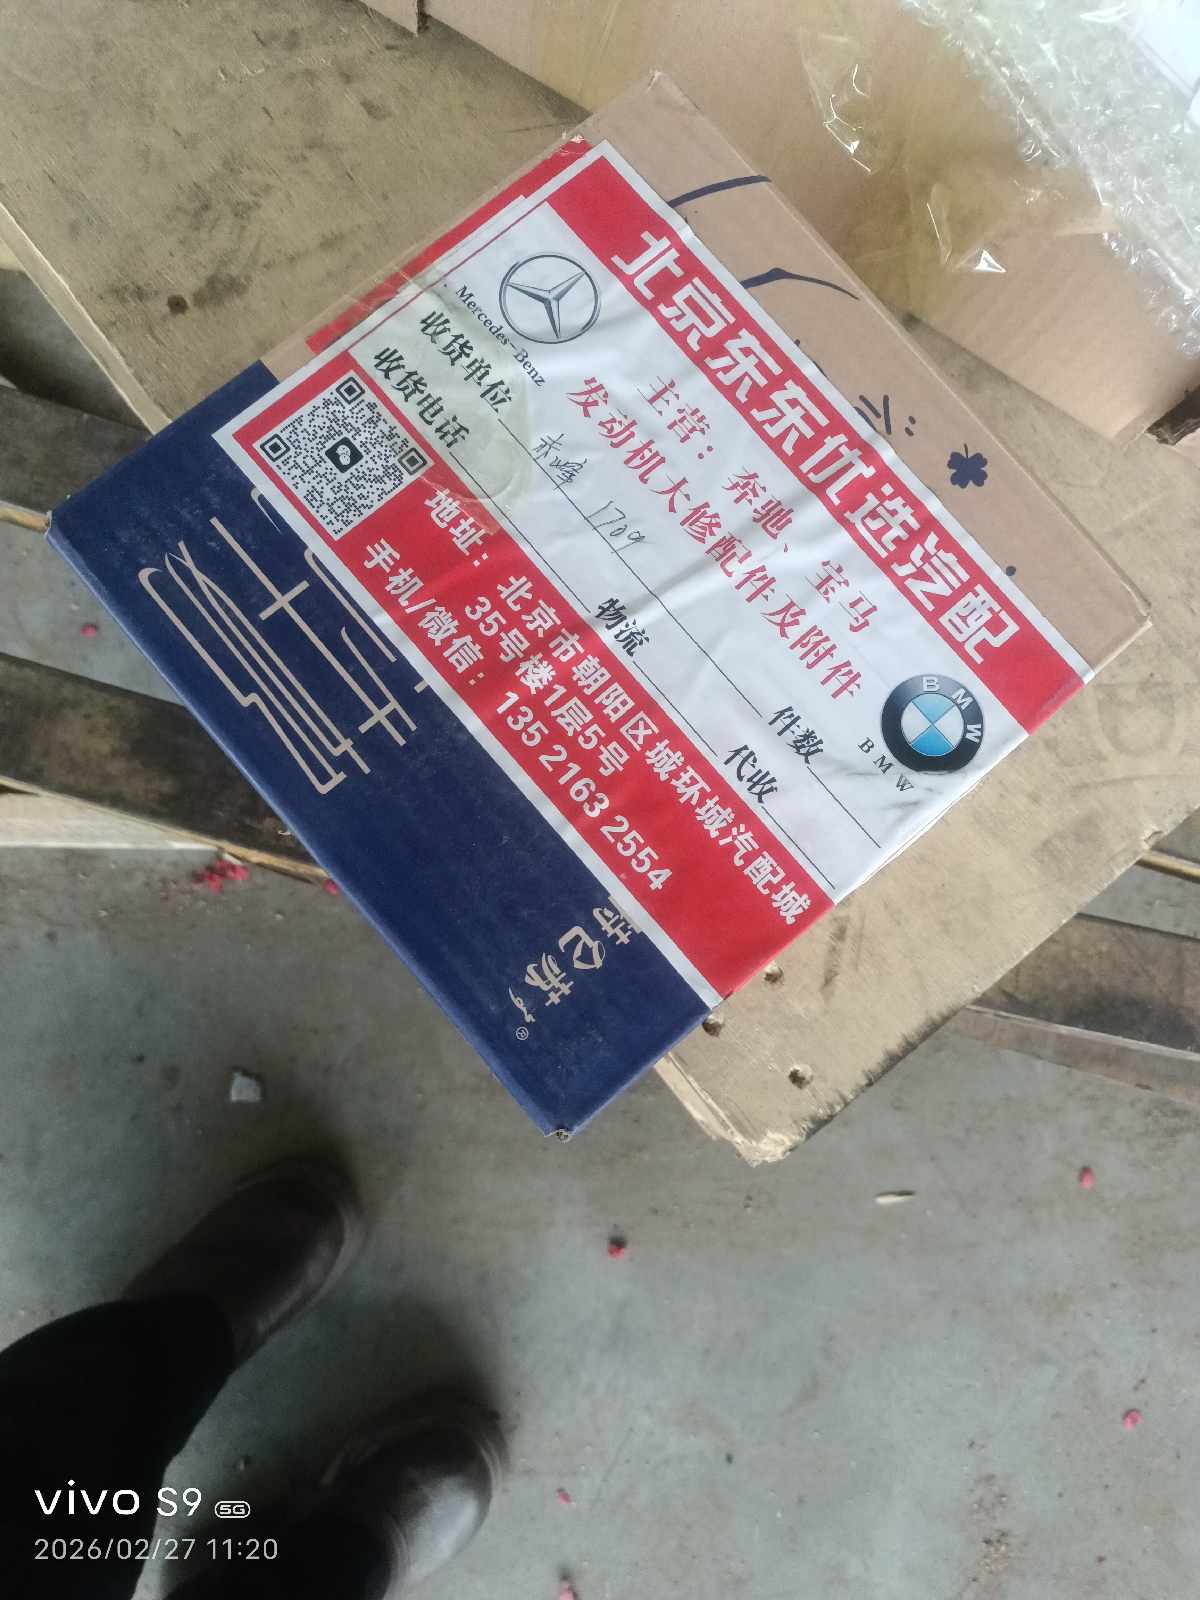 北京东东优选汽配
Mercedes-Benz
主营：奔驰、宝马
发动机大修配件及附件
BMW
BMW
收货单位 赤峰 1709 件数
收货电话 物流 代收
地址：北京市朝阳区城环城汽配城
35号楼1层5号
手机/微信：135 2163 2554
®
vivo S9 5G
2026/02/27 11:20